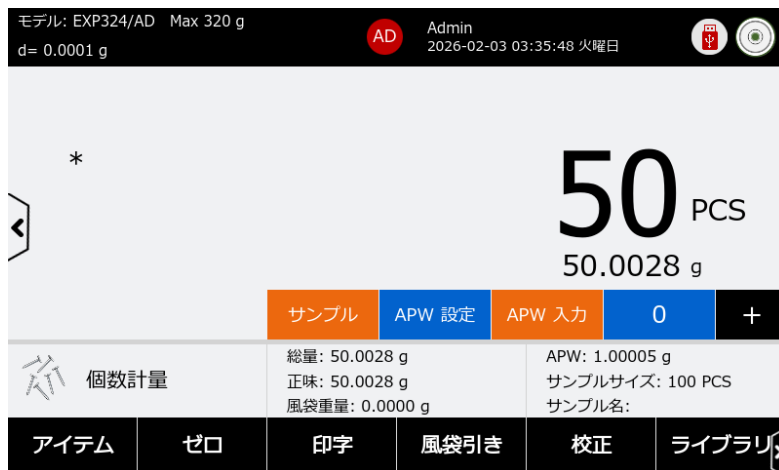 モデル: EXP324/AD Max 320 g
d= 0.0001 g
AD
Admin
2026-02-03 03:35:48 火曜日
*
50 PCS
50.0028 g
サンプル APW 設定 APW 入力 0 +
個数計量
総量: 50.0028 g
正味: 50.0028 g
風袋重量: 0.0000 g
APW: 1.00005 g
サンプルサイズ: 100 PCS
サンプル名:
アイテム ゼロ 印字 風袋引き 校正 ライブラリ